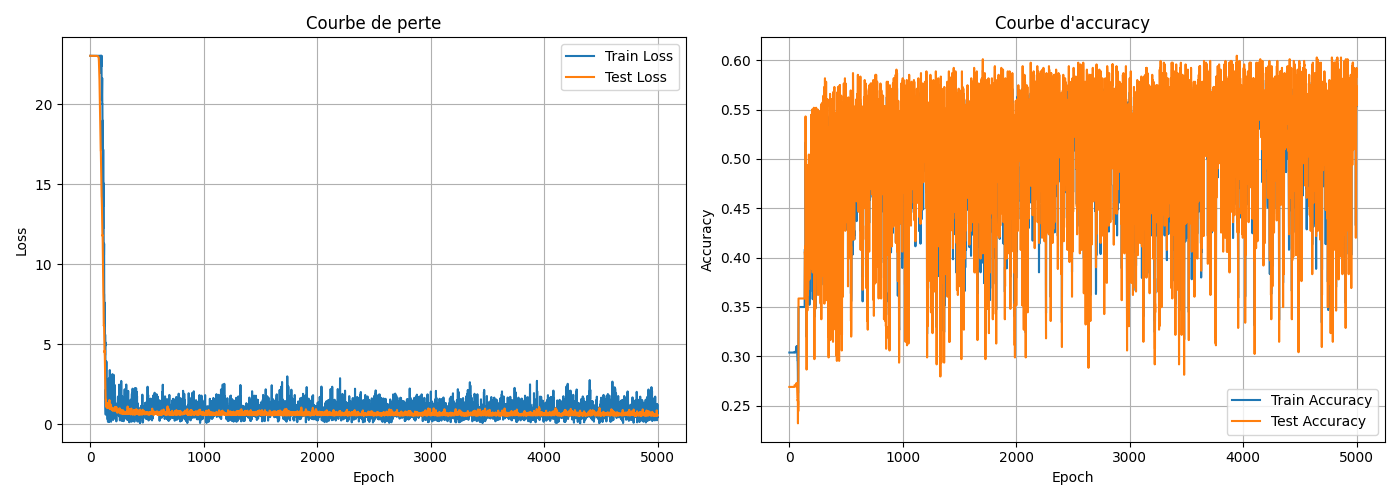 Courbe de perte
Train Loss
Test Loss
20
15
10
5
0
Loss
0 1000 2000 3000 4000 5000
Epoch
Courbe d'accuracy
0.60
0.55
0.50
0.45
0.40
0.35
0.30
0.25
Accuracy
Train Accuracy
Test Accuracy
0 1000 2000 3000 4000 5000
Epoch